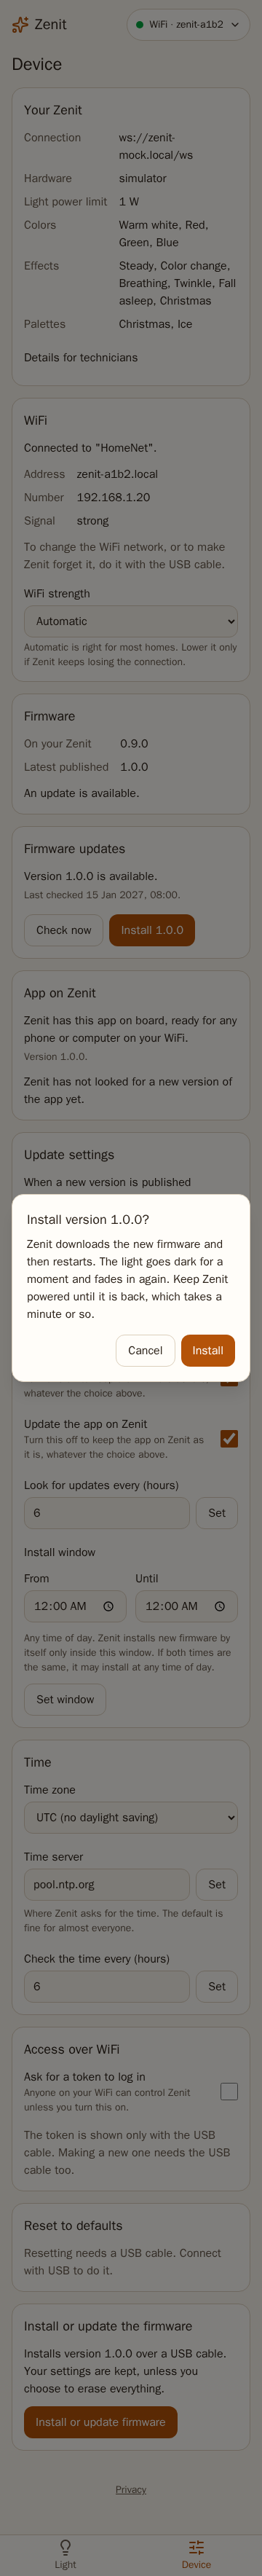 Zenit
WiFi · zenit-a1b2
Device
Your Zenit
Connection
ws://zenit-
mock.local/ws
Hardware
simulator
Light power limit
1 W
Colors
Warm white, Red,
Green, Blue
Effects
Steady, Color change,
Breathing, Twinkle, Fall
asleep, Christmas
Palettes
Christmas, Ice
Details for technicians
WiFi
Connected to "HomeNet".
Address
zenit-a1b2.local
Number
192.168.1.20
Signal
strong
To change the WiFi network, or to make
Zenit forget it, do it with the USB cable.
WiFi strength
Automatic
Automatic is right for most homes. Lower it only
if Zenit keeps losing the connection.
Firmware
On your Zenit
0.9.0
Latest published
1.0.0
An update is available.
Firmware updates
Version 1.0.0 is available.
Last checked 15 Jan 2027, 08:00.
Check now
Install 1.0.0
App on Zenit
Zenit has this app on board, ready for any
phone or computer on your WiFi.
Version 1.0.0.
Zenit has not looked for a new version of
the app yet.
Update settings
When a new version is published
Install version 1.0.0?
Zenit downloads the new firmware and
then restarts. The light goes dark for a
moment and fades in again. Keep Zenit
powered until it is back, which takes a
minute or so.
Cancel
Install
whatever the choice above.
Update the app on Zenit
Turn this off to keep the app on Zenit as
it is, whatever the choice above.
Look for updates every (hours)
6
Set
Install window
From
Until
12:00 AM
12:00 AM
Any time of day. Zenit installs new firmware by
itself only inside this window. If both times are
the same, it may install at any time of day.
Set window
Time
Time zone
UTC (no daylight saving)
Time server
pool.ntp.org
Set
Where Zenit asks for the time. The default is
fine for almost everyone.
Check the time every (hours)
6
Set
Access over WiFi
Ask for a token to log in
Anyone on your WiFi can control Zenit
unless you turn this on.
The token is shown only with the USB
cable. Making a new one needs the USB
cable too.
Reset to defaults
Resetting needs a USB cable. Connect
with USB to do it.
Install or update the firmware
Installs version 1.0.0 over a USB cable.
Your settings are kept, unless you
choose to erase everything.
Install or update firmware
Privacy
Light
Device